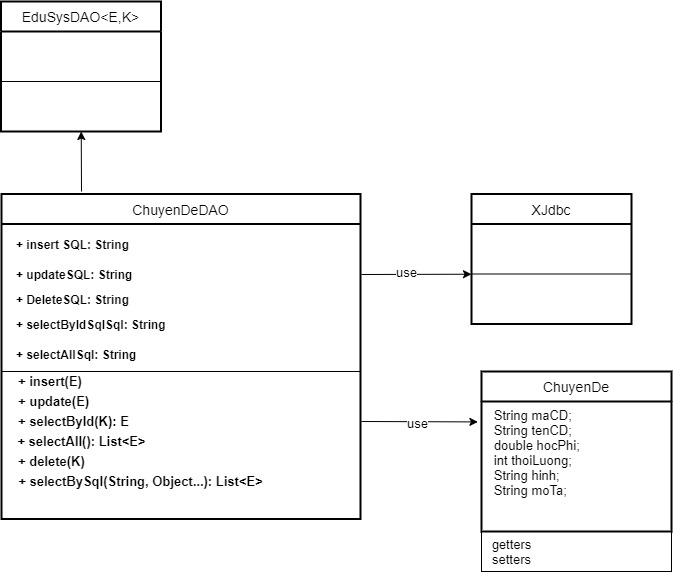 EduSysDAO<E,K>
ChuyenDeDAO
+ insert SQL: String
+ updateSQL: String
+ DeleteSQL: String
+ selectByIdSqlSql: String
+ selectAllSql: String
+ insert(E)
+ update(E)
+ selectById(K): E
+ selectAll(): List<E>
+ delete(K)
+ selectBySql(String, Object...): List<E>
use
XJdbc
use
ChuyenDe
String maCD;
String tenCD;
double hocPhi;
int thoiLuong;
String hinh;
String moTa;
getters
setters